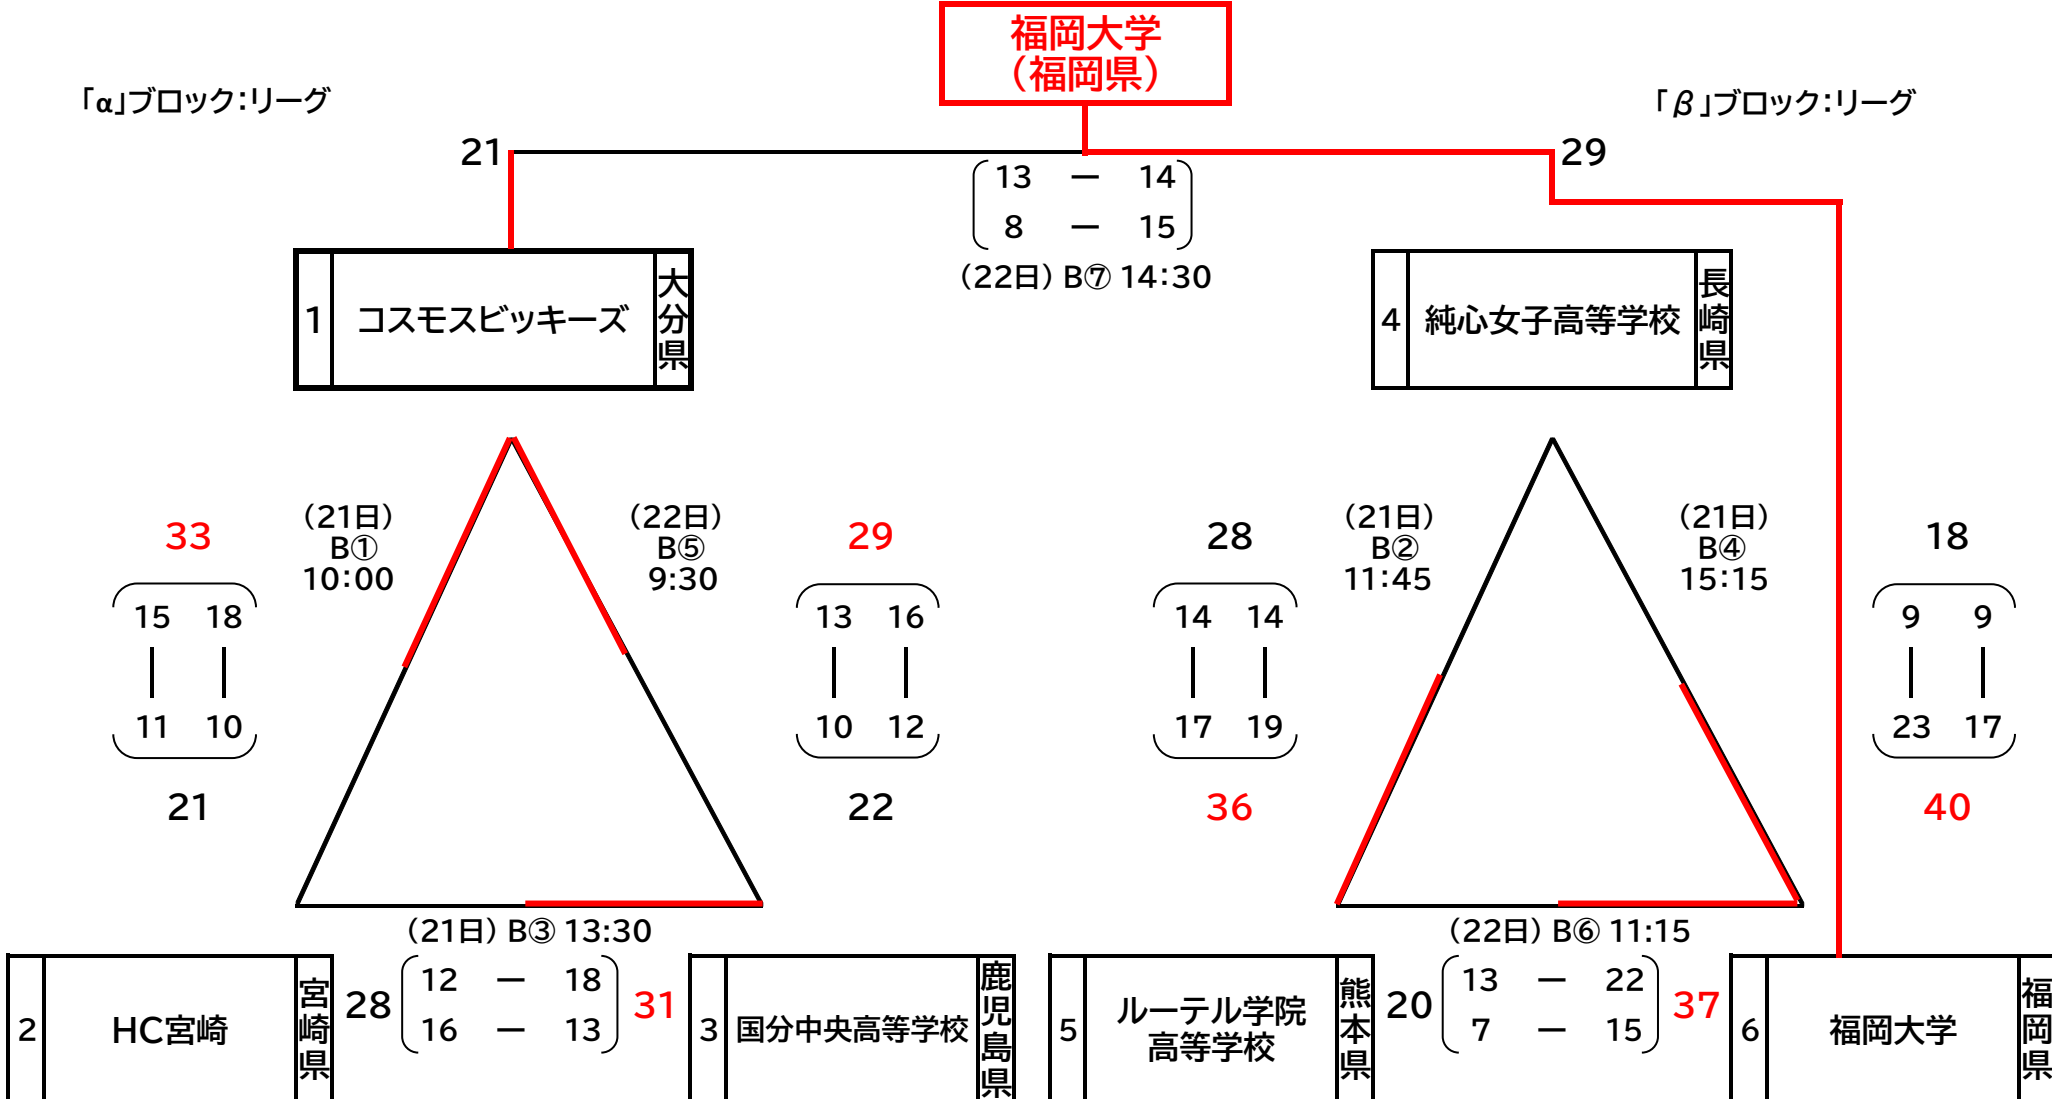 福岡大学
（福岡県）
「α」ブロック：リーグ
「β」ブロック：リーグ
21
29
13 ー 14
8 ー 15
（22日）B⑦ 14：30
1
コスモスビッキーズ
大分県
4
純心女子高等学校
長崎県
33
15 18
11 10
21
（21日）
B①
10：00
（22日）
B⑤
9:30
29
13 16
10 12
22
28
14 14
17 19
36
（21日）
B②
11：45
（21日）
B④
15：15
18
9 9
23 17
40
（21日）B③ 13:30
28
12 ー 18
16 ー 13
31
（22日）B⑥ 11:15
20
13 ー 22
7 ー 15
37
2
HC宮崎
宮崎県
3
国分中央高等学校
鹿児島県
5
ルーテル学院
高等学校
熊本県
6
福岡大学
福岡県